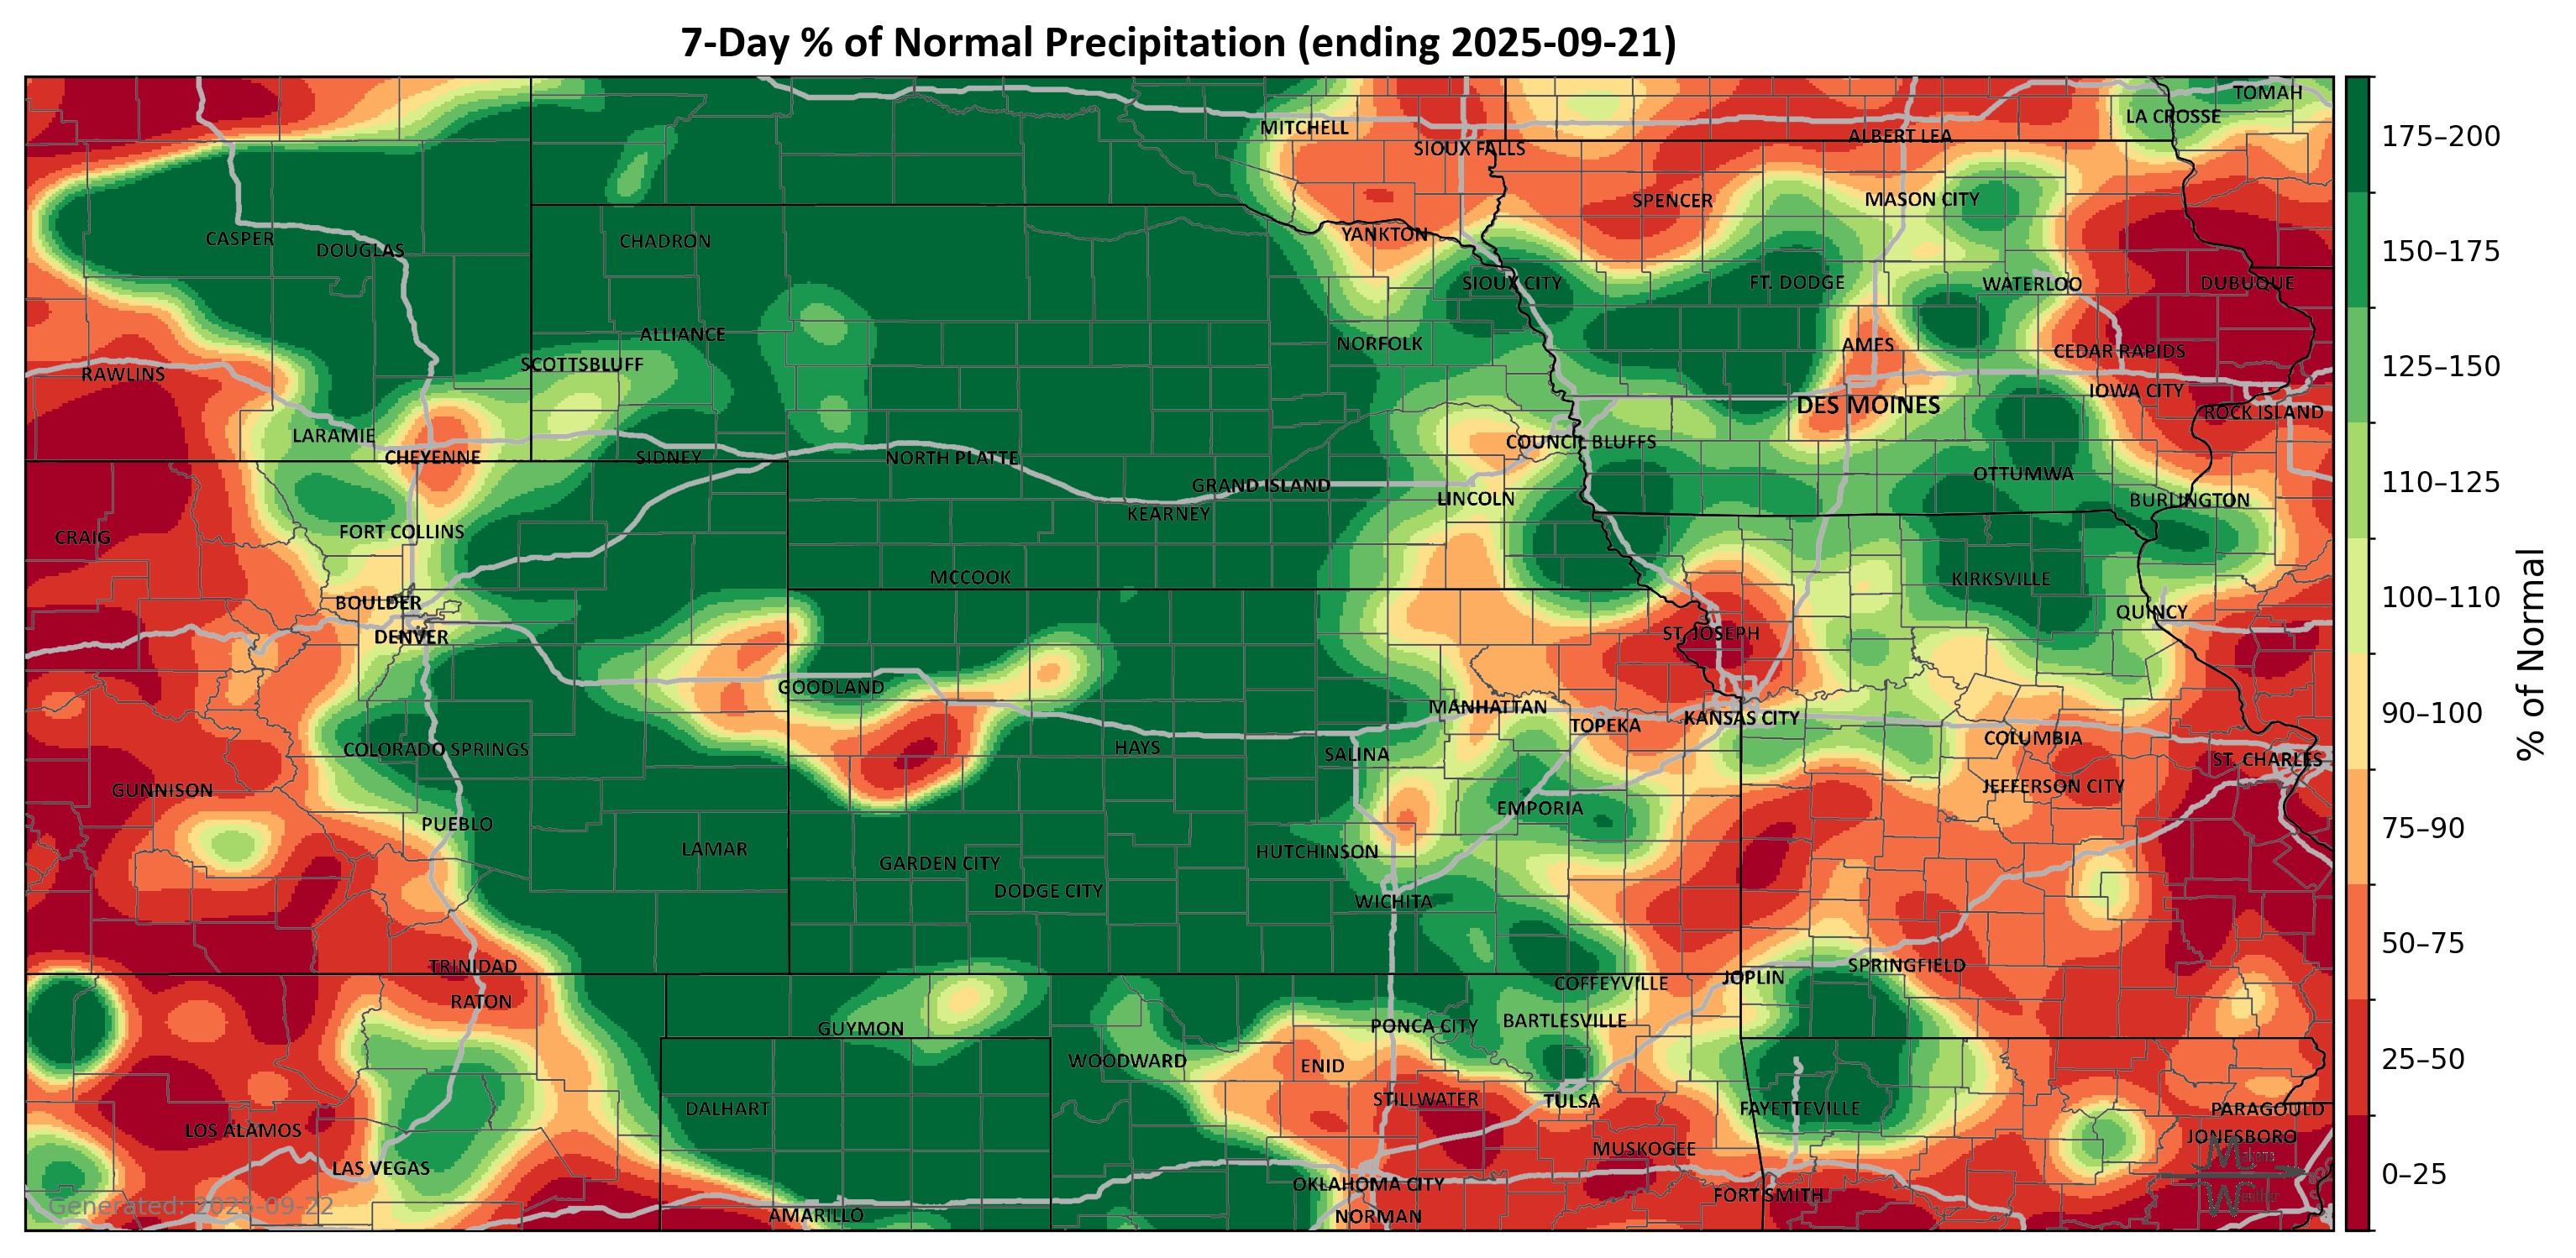 7-Day % of Normal Precipitation (ending 2025-09-21)
TOMAH
LA CROSSE
MITCHELL
ALBERT LEA
SIOUX FALLS
SPENCER
MASON CITY
YANKTON
CASPER
DOUGLAS
CHADRON
SIOUX CITY
FT. DODGE
WATERLOO
DUBUQUE
ALLIANCE
NORFOLK
AMES
CEDAR RAPIDS
SCOTTSBLUFF
RAWLINS
IOWA CITY
DES MOINES
ROCK ISLAND
LARAMIE
COUNCIL BLUFFS
CHEYENNE
SIDNEY
NORTH PLATTE
OTTUMWA
GRAND ISLAND
LINCOLN
BURLINGTON
KEARNEY
CRAIG
FORT COLLINS
MCCOOK
KIRKSVILLE
BOULDER
QUINCY
DENVER
ST. JOSEPH
GOODLAND
MANHATTAN
TOPEKA
KANSAS CITY
COLUMBIA
COLORADO SPRINGS
HAYS
SALINA
ST. CHARLES
GUNNISON
JEFFERSON CITY
EMPORIA
PUEBLO
LAMAR
HUTCHINSON
GARDEN CITY
DODGE CITY
WICHITA
TRINIDAD
SPRINGFIELD
JOPLIN
COFFEYVILLE
RATON
GUYMON
PONCA CITY
BARTLESVILLE
WOODWARD
ENID
STILLWATER
TULSA
DALHART
FAYETTEVILLE
PARAGOULD
LOS ALAMOS
JONESBORO
MUSKOGEE
LAS VEGAS
OKLAHOMA CITY
FORT SMITH
AMARILLO
NORMAN
Generated: 2025-09-22
175–200
150–175
125–150
110–125
100–110
90–100
75–90
50–75
25–50
0–25
% of Normal